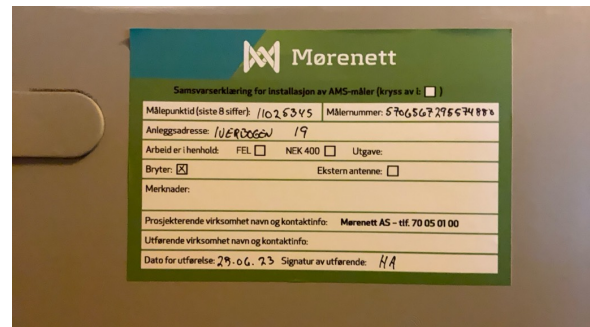 Mørenett
Samsvarserklæring for installasjon av AMS-måler (kryss av i: )
Målepunktid (siste 8 siffer): 11025345 Målernummer: 5706567295574880
Anleggsadresse: IVERBOGEN 19
Arbeid er i henhold: FEL NEK 400 Utgave:
Bryter: X Ekstern antenne:
Merknader:
Prosjekterende virksomhet navn og kontaktinfo: Mørenett AS – tlf. 70 05 01 00
Utførende virksomhet navn og kontaktinfo:
Dato for utførelse: 29.06.23 Signatur av utførende: HA